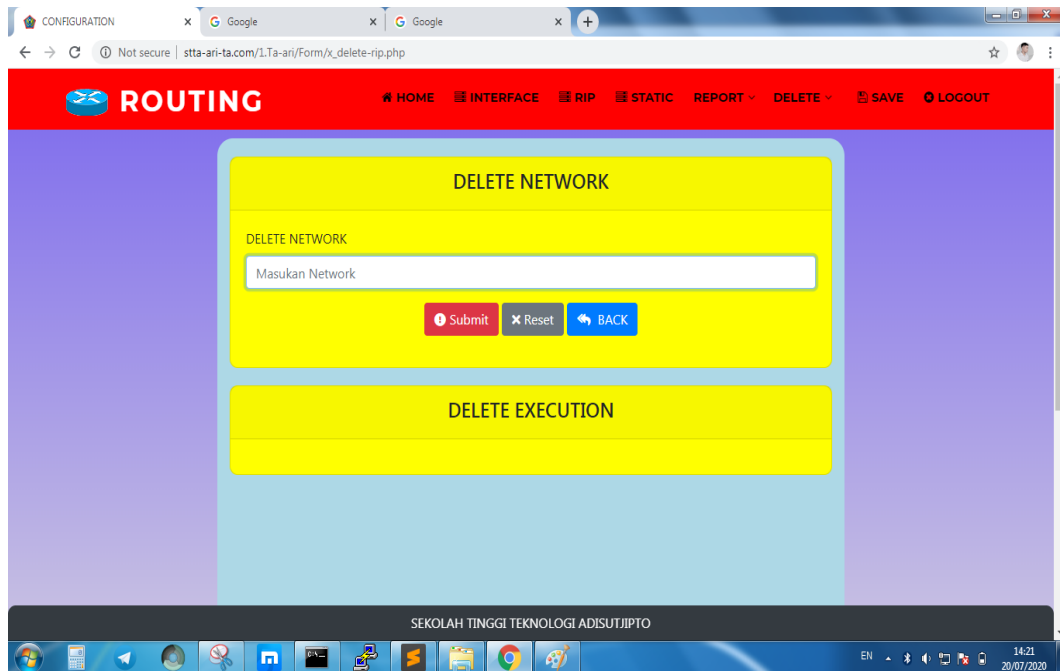 CONFIGURATION
Google
Google
Not secure | stta-ari-ta.com/1.Ta-ari/Form/x_delete-rip.php
ROUTING
HOME
INTERFACE
RIP
STATIC
REPORT
DELETE
SAVE
LOGOUT
DELETE NETWORK
DELETE NETWORK
Masukan Network
Submit
Reset
BACK
DELETE EXECUTION
SEKOLAH TINGGI TEKNOLOGI ADISUTJIPTO
EN
14:21
20/07/2020